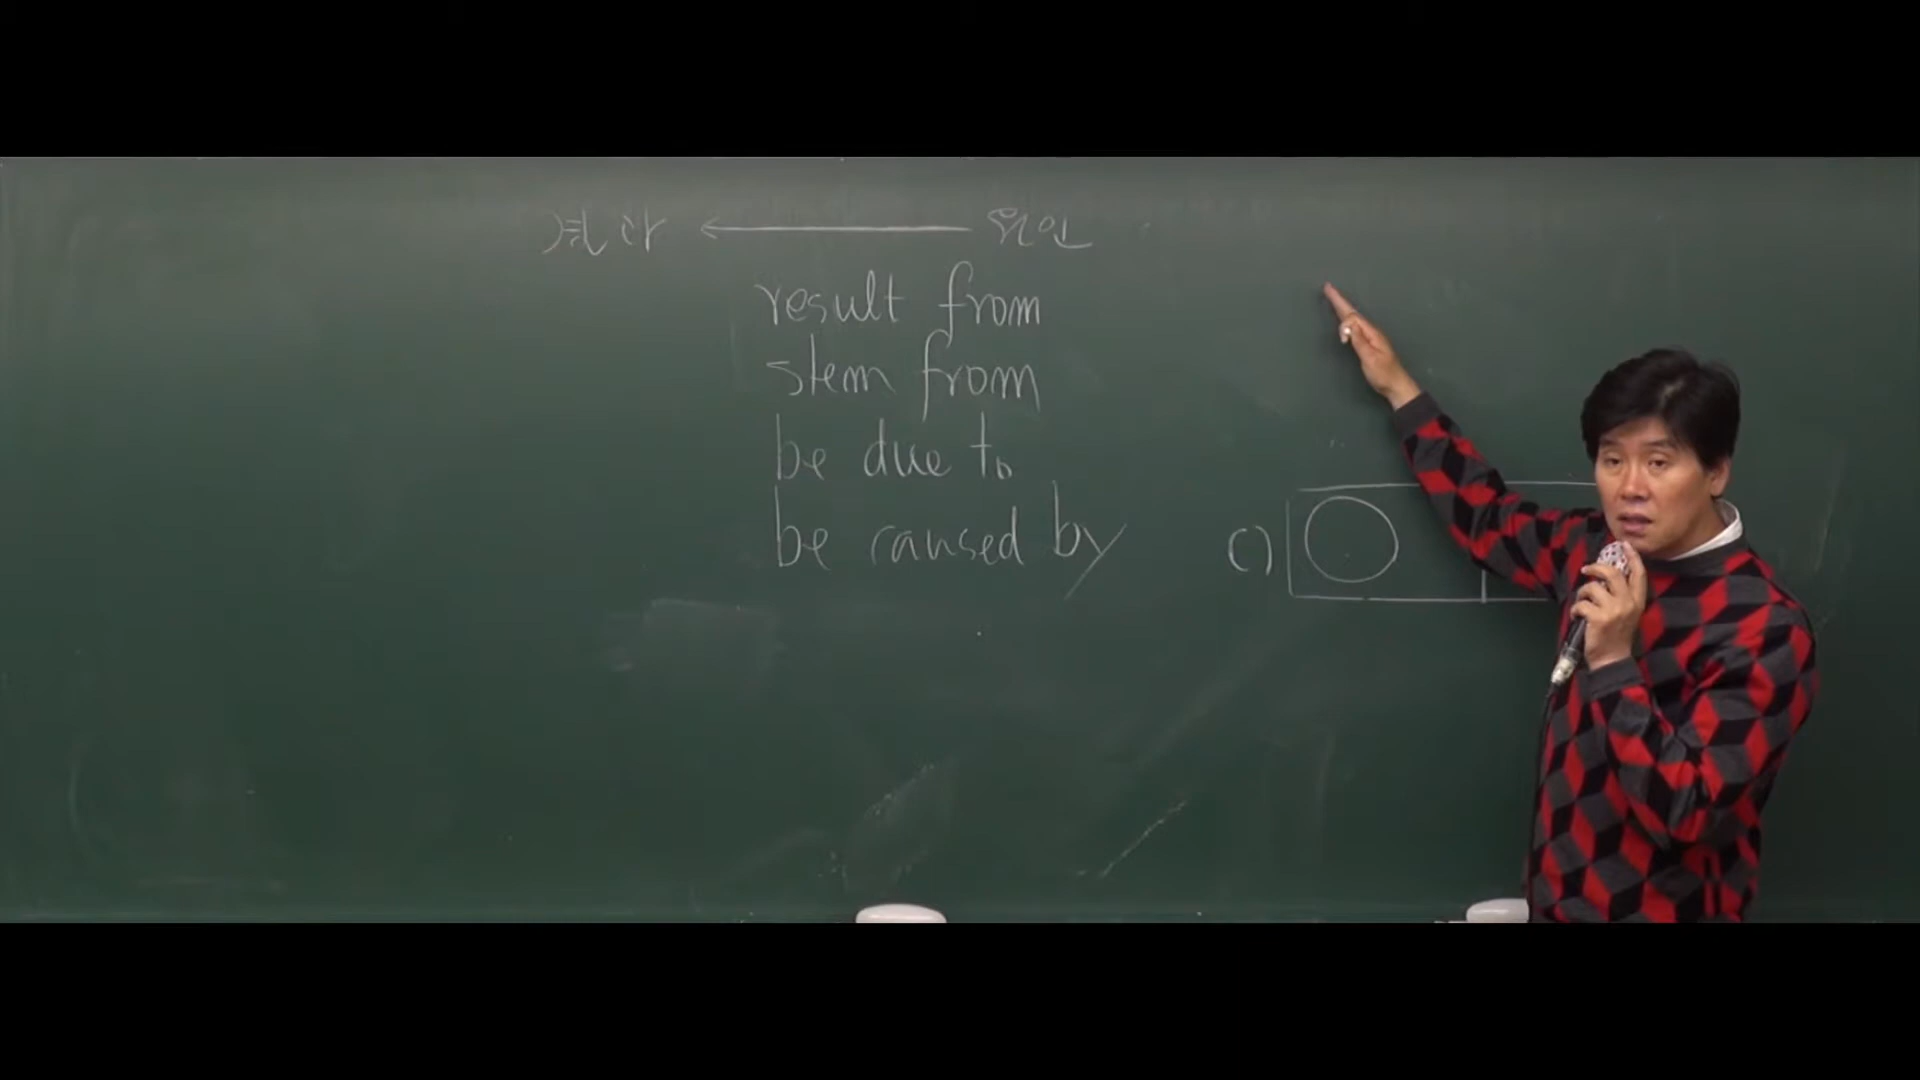 결과 ← 원인
result from
stem from
be due to
be caused by
c)